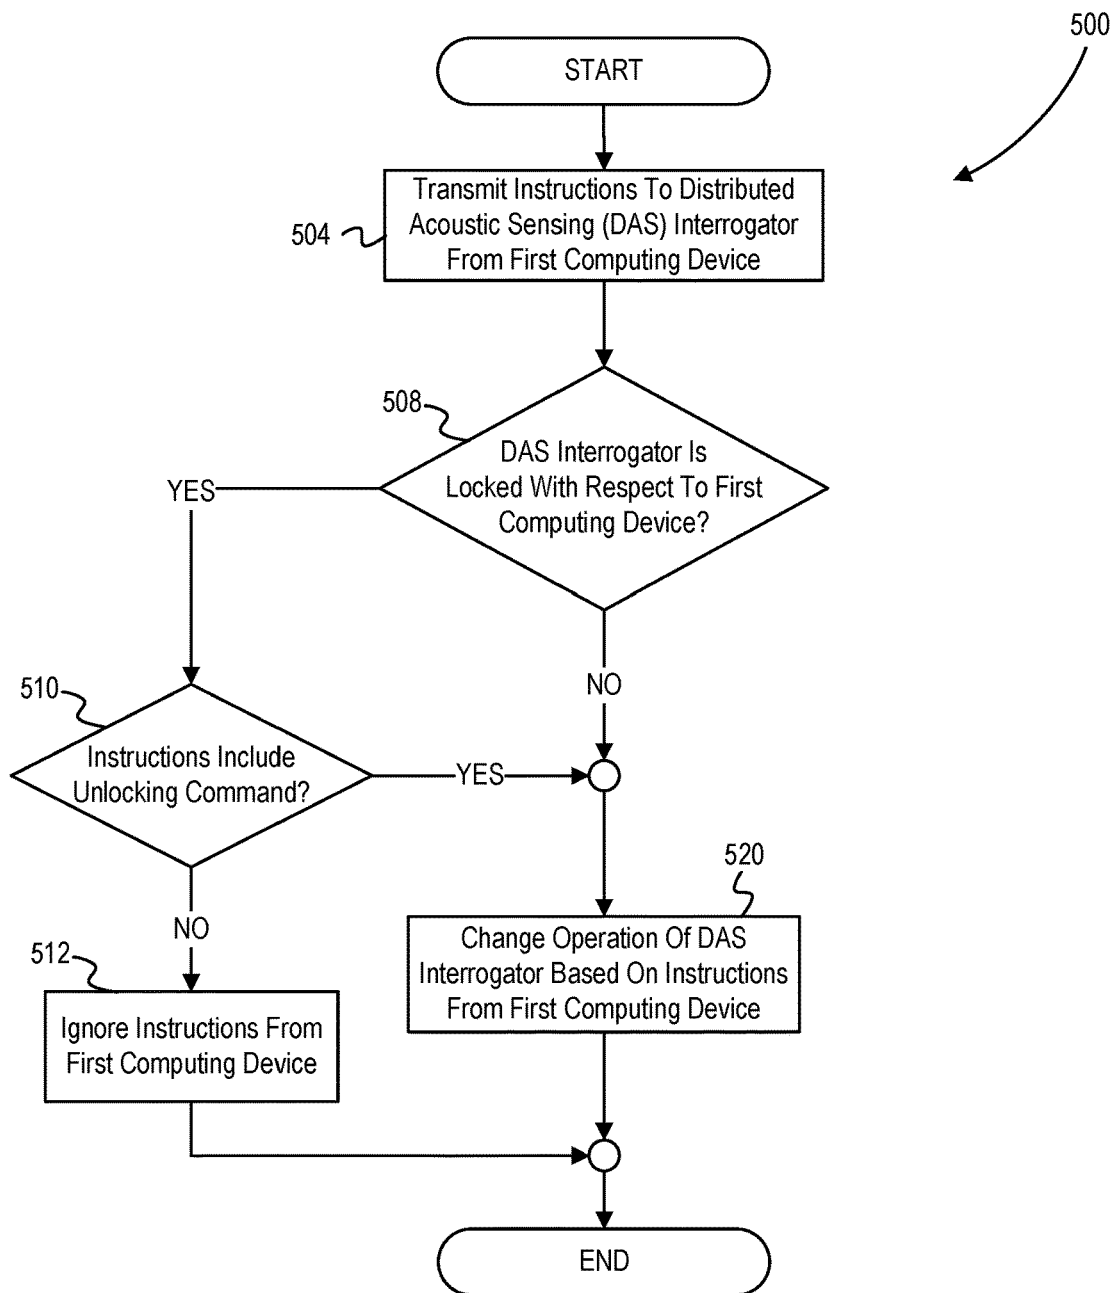 500
START
Transmit Instructions To Distributed
Acoustic Sensing (DAS) Interrogator
From First Computing Device
504
508
DAS Interrogator Is
Locked With Respect To First
Computing Device?
YES
NO
510
Instructions Include
Unlocking Command?
YES
NO
520
Change Operation Of DAS
Interrogator Based On Instructions
From First Computing Device
512
Ignore Instructions From
First Computing Device
END